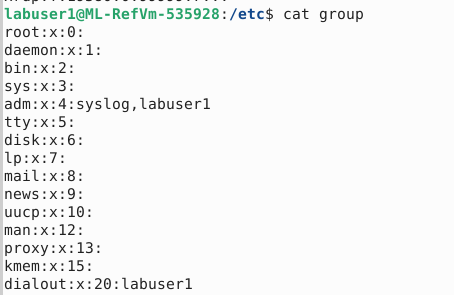 labuser1@ML-RefVm-535928:/etc$ cat group
root:x:0:
daemon:x:1:
bin:x:2:
sys:x:3:
adm:x:4:syslog,labuser1
tty:x:5:
disk:x:6:
lp:x:7:
mail:x:8:
news:x:9:
uucp:x:10:
man:x:12:
proxy:x:13:
kmem:x:15:
dialout:x:20:labuser1